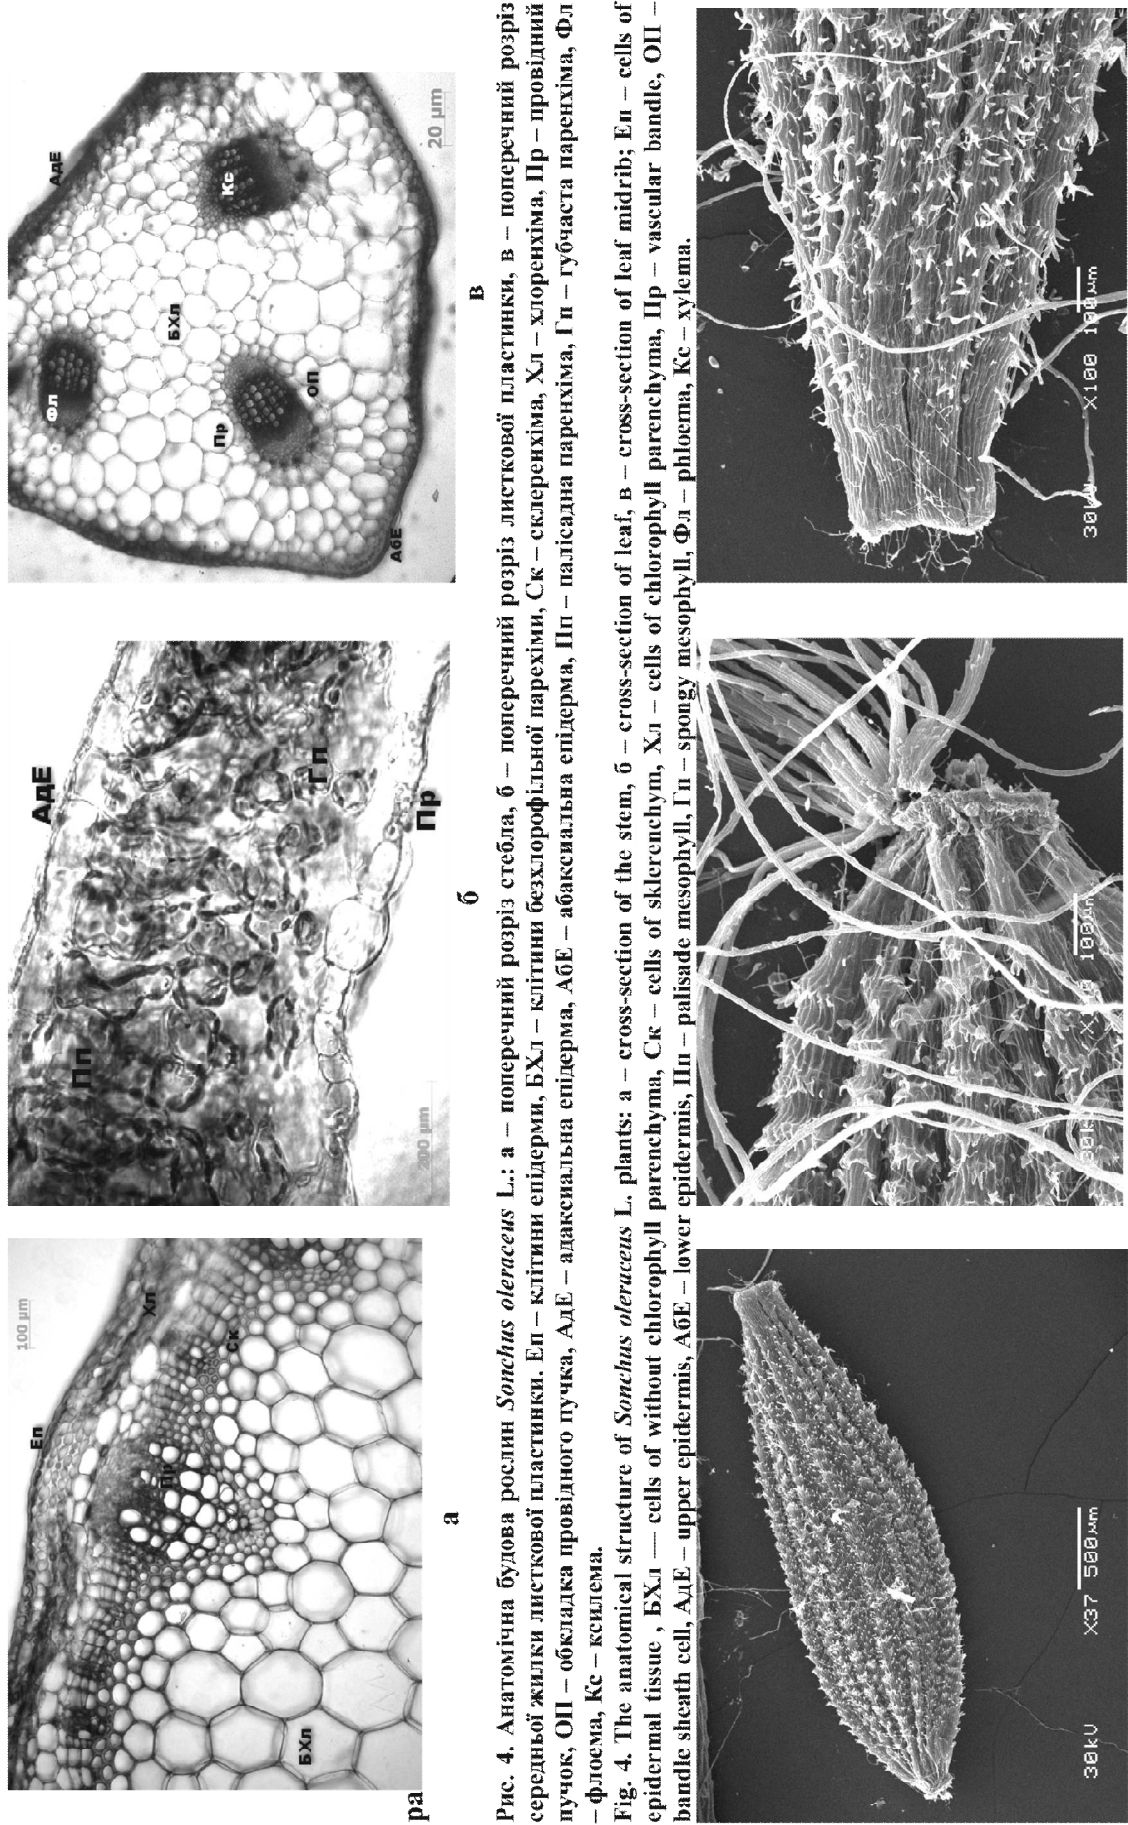 100 µm
Еп
Хл
Пр
Ск
БХл
ра
а
АдЕ
Пп
Гп
Пр
200 µm
б
АдЕ
Фл
Кс
БХл
Пр
ОП
АбЕ
20 µm
в
Рис. 4. Анатомічна будова рослин Sonchus oleraceus L.: а – поперечний розріз стебла, б – поперечний розріз листкової пластинки, в – поперечний розріз
середньої жилки листкової пластинки. Еп – клітини епідерми, БХл – клітини безхлорофільної парехіми, Ск – склеренхіма, Хл – хлоренхіма, Пр – провідний
пучок, ОП – обкладка провідного пучка, АдЕ – адаксиальна епідерма, АбЕ – абаксиальна епідерма, Пп – палісадна паренхіма, Гп – губчаста паренхіма, Фл
– флоема, Кс – ксилема.
Fig. 4. The anatomical structure of Sonchus oleraceus L. plants: а – cross-section of the stem, б – cross-section of leaf, в – cross-section of leaf midrib; Еп – cells of
epidermal tissue , БХл — cells of without chlorophyll parenchyma, Ск – cells of sklerenchym, Хл – cells of chlorophyll parenchyma, Пр – vascular bandle, ОП –
bandle sheath cell, АдЕ – upper epidermis, АбЕ – lower epidermis, Пп – palisade mesophyll, Гп – spongy mesophyll, Фл – phloema, Кс – xylema.
30kV X37 500µm
100µm
30kV X100 100µm